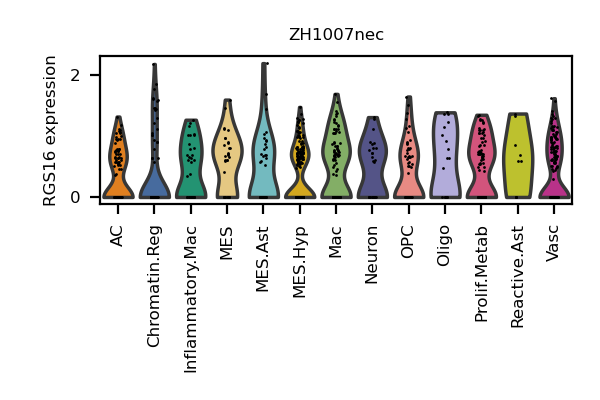 ZH1007nec
RGS16 expression
2
0
AC
Chromatin.Reg
Inflammatory.Mac
MES
MES.Ast
MES.Hyp
Mac
Neuron
OPC
Oligo
Prolif.Metab
Reactive.Ast
Vasc